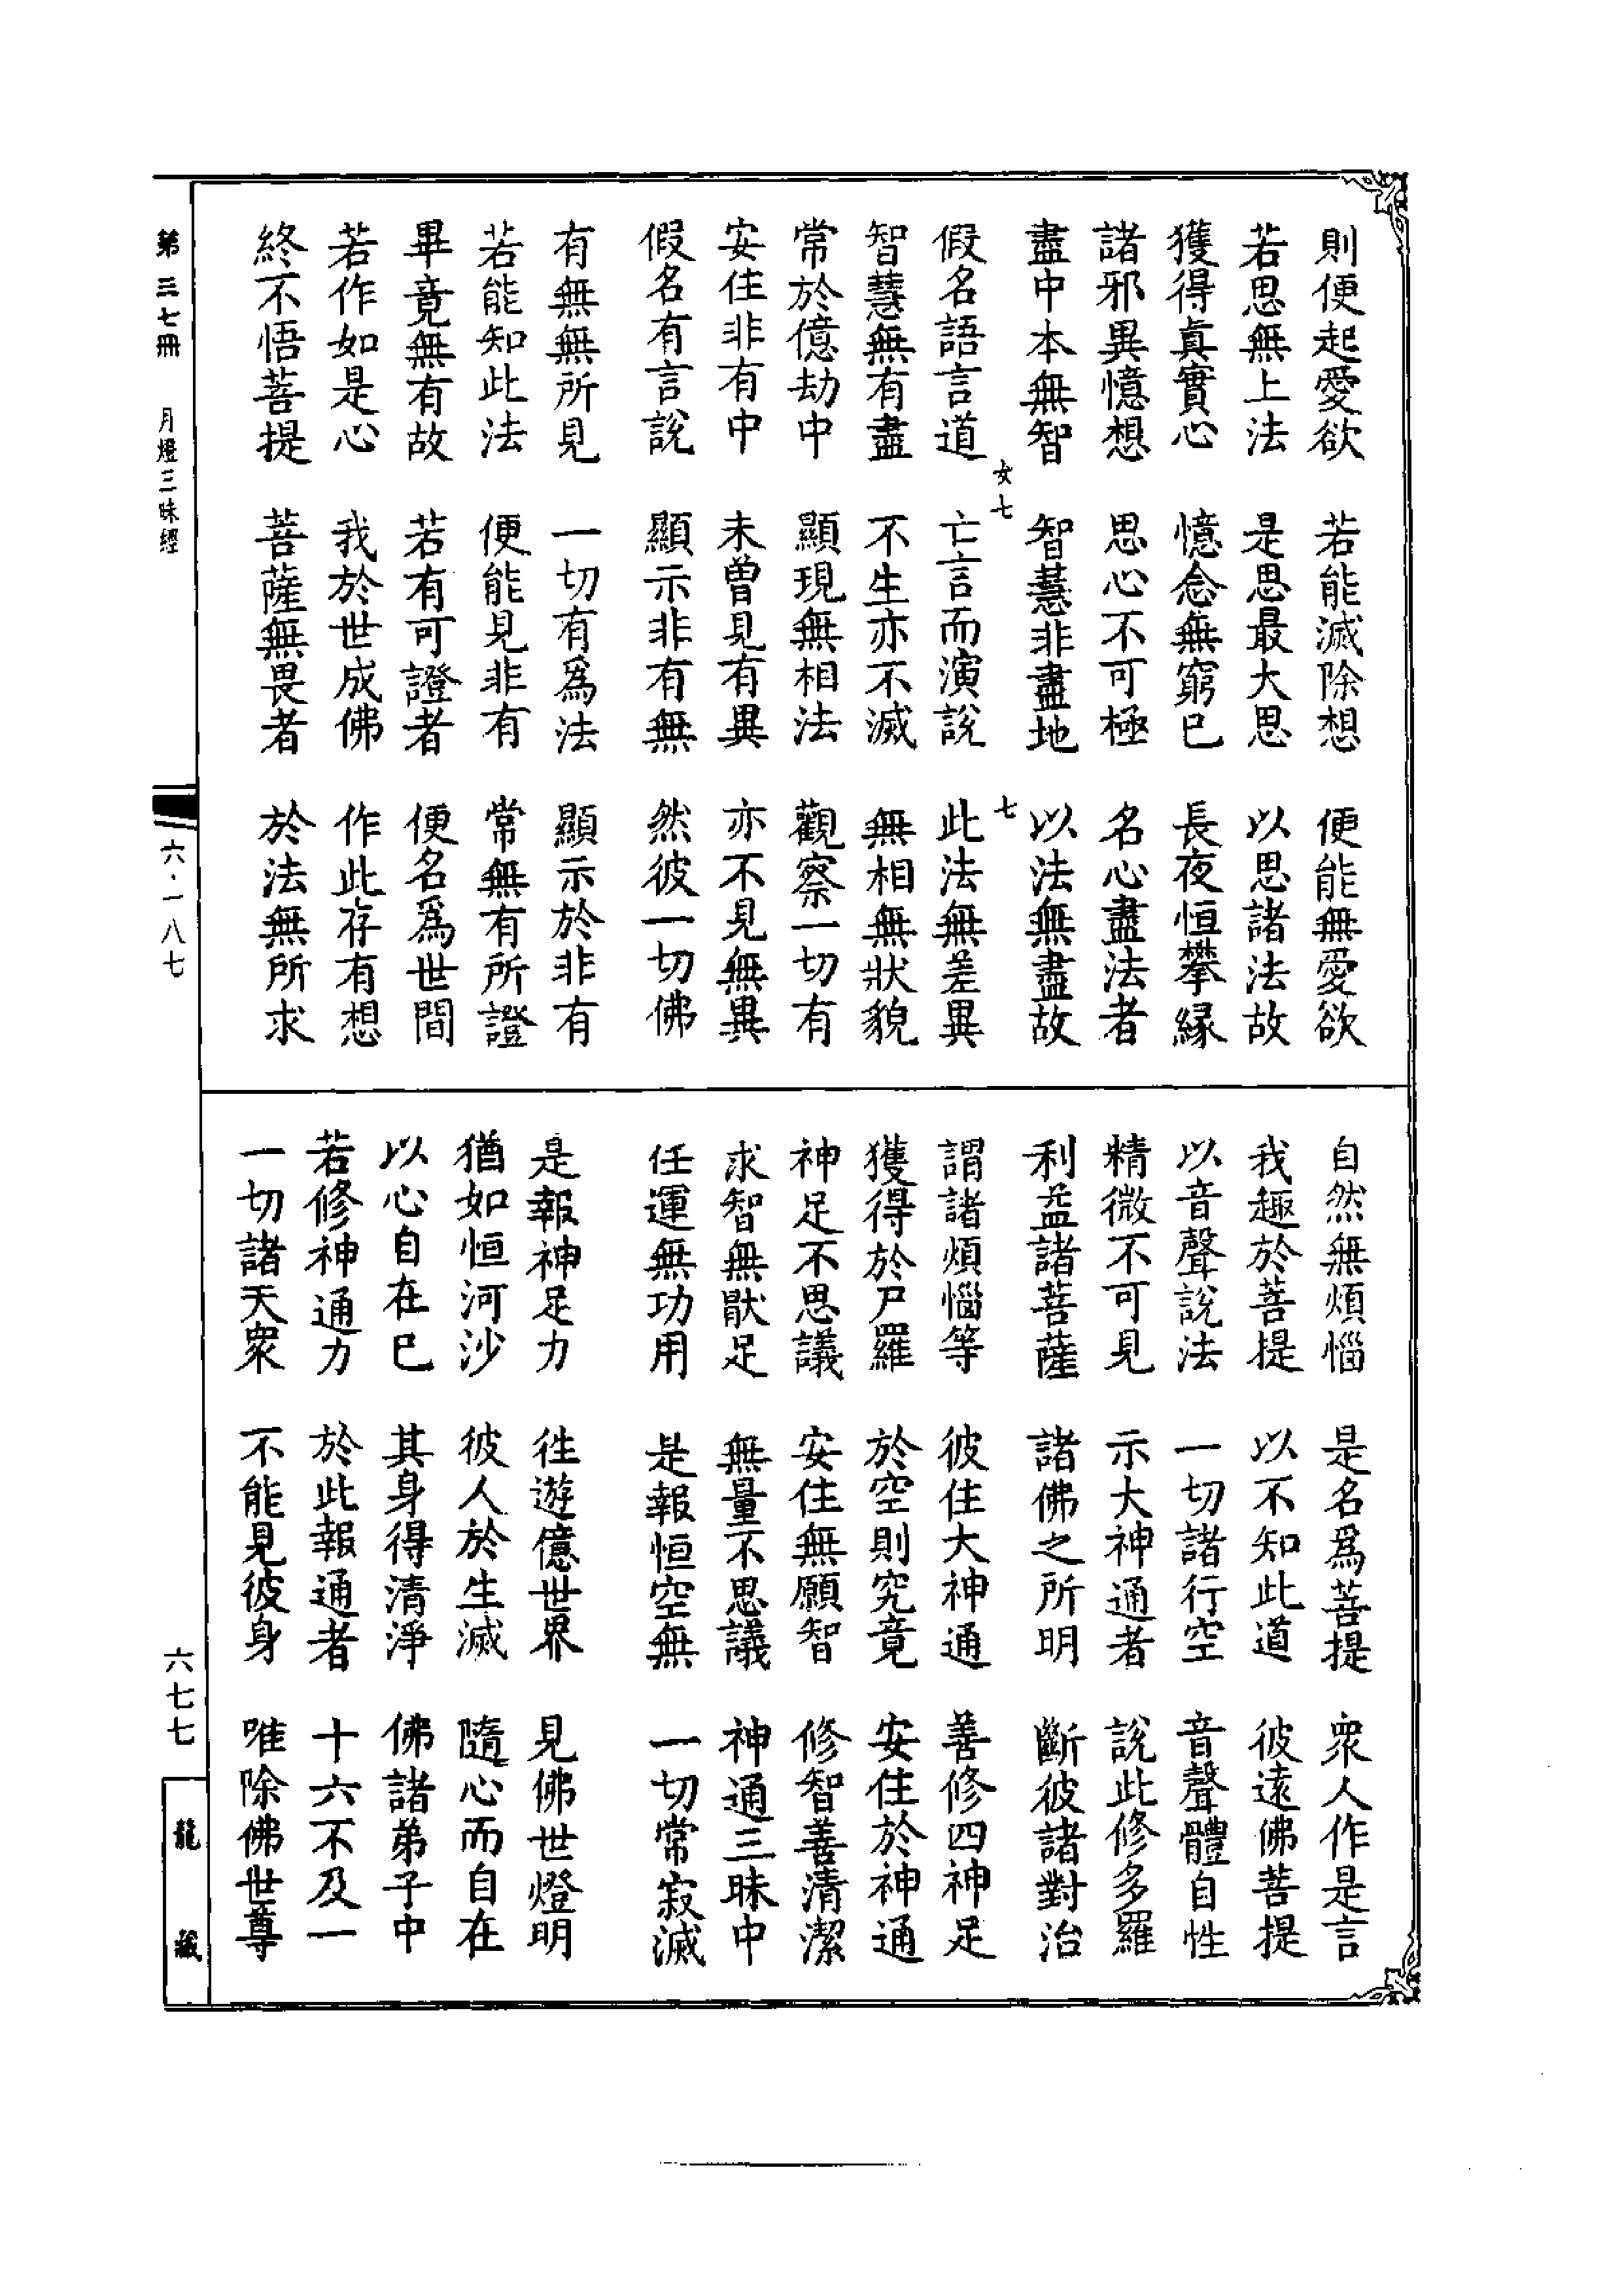 則便起愛欲　若能滅除想　便能無愛欲
若思無上法　是思最大思　以思諸法故
獲得真實心　憶念無窮已　長夜恒攀緣
諸邪異憶想　思心不可極　名心盡法者
盡中本無智　智慧非盡地　以法無盡故
女七　七
假名語言道　亡言而演說　此法無差異
智慧無有盡　不生亦不滅　無相無狀貌
常於億劫中　顯現無相法　觀察一切有
安住非有中　未曾見有異　亦不見無異
假名有言說　顯示非有無　然彼一切佛
有無無所見　一切有爲法　顯示於非有
若能知此法　便能見非有　常無有所證
畢竟無有故　若有可證者　便名爲世間
若作如是心　我於世成佛　作此存有想
終不悟菩提　菩薩無畏者　於法無所求
自然無煩惱　是名爲菩提　衆人作是言
我趣於菩提　以不知此道　彼遠佛菩提
以音聲說法　一切諸行空　音聲體自性
精微不可見　示大神通者　說此修多羅
利益諸菩薩　諸佛之所明　斷彼諸對治
謂諸煩惱等　彼住大神通　善修四神足
獲得於尸羅　於空則究竟　安住於神通
神足不思議　安住無願智　修智善清潔
求智無猒足　無量不思議　神通三昧中
任運無功用　是報恒空無　一切常寂滅
是報神足力　徃遊億世界　見佛世燈明
猶如恒河沙　彼人於生滅　隨心而自在
以心自在已　其身得清淨　佛諸弟子中
若修神通力　於此報通者　十六不及一
一切諸天衆　不能見彼身　唯除佛世尊
第三七冊　月燈三昧經　六·一八七　六七七　龍藏